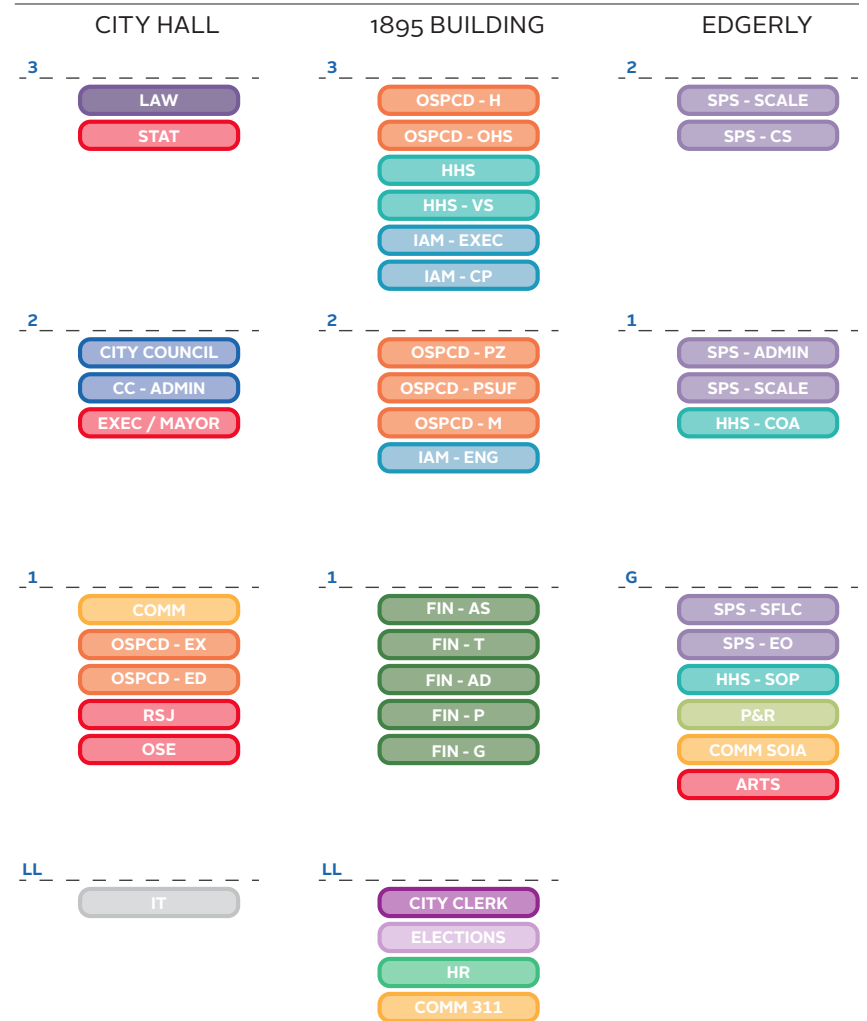 CITY HALL
3
LAW
STAT
2
CITY COUNCIL
CC - ADMIN
EXEC / MAYOR
1
COMM
OSPCD - EX
OSPCD - ED
RSJ
OSE
LL
IT
1895 BUILDING
3
OSPCD - H
OSPCD - OHS
HHS
HHS - VS
IAM - EXEC
IAM - CP
2
OSPCD - PZ
OSPCD - PSUF
OSPCD - M
IAM - ENG
1
FIN - AS
FIN - T
FIN - AD
FIN - P
FIN - G
LL
CITY CLERK
ELECTIONS
HR
COMM 311
EDGERLY
2
SPS - SCALE
SPS - CS
1
SPS - ADMIN
SPS - SCALE
HHS - COA
G
SPS - SFLC
SPS - EO
HHS - SOP
P&R
COMM SOIA
ARTS